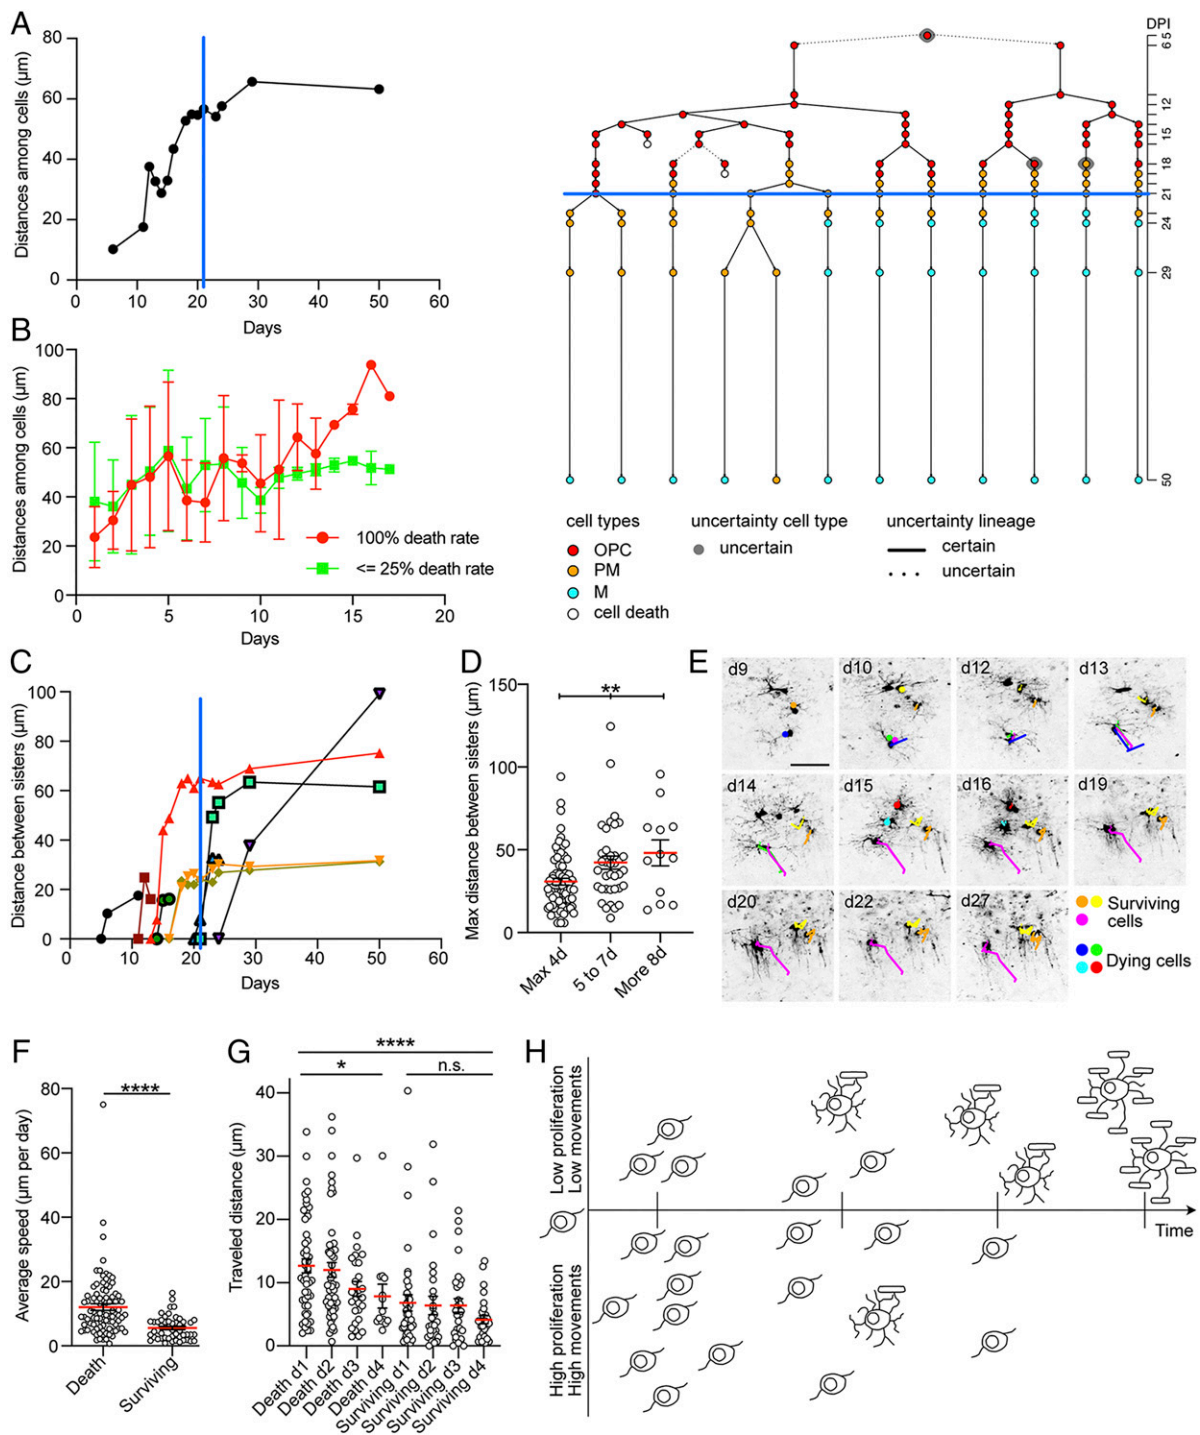 A
Distances among cells (µm)
80
60
40
20
0
0 10 20 30 40 50 60
Days
DPI
5
6
12
15
18
21
24
29
50
cell types
OPC
PM
M
cell death
uncertainty cell type
uncertain
uncertainty lineage
certain
uncertain
B
Distances among cells (µm)
100
80
60
40
20
0
0 5 10 15 20
Days
100% death rate
<= 25% death rate
C
Distance between sisters (µm)
100
80
60
40
20
0
0 10 20 30 40 50 60
Days
D
Max distance between sisters (µm)
150
100
50
0
**
Max 4d
5 to 7d
More 8d
E
d9 d10 d12 d13
d14 d15 d16 d19
d20 d22 d27
Surviving
cells
Dying cells
F
Average speed (µm per day)
80
60
40
20
0
****
Death
Surviving
G
Traveled distance (µm)
40
30
20
10
0
****
*
n.s.
Death d1
Death d2
Death d3
Death d4
Surviving d1
Surviving d2
Surviving d3
Surviving d4
H
Low proliferation
Low movements
High proliferation
High movements
Time